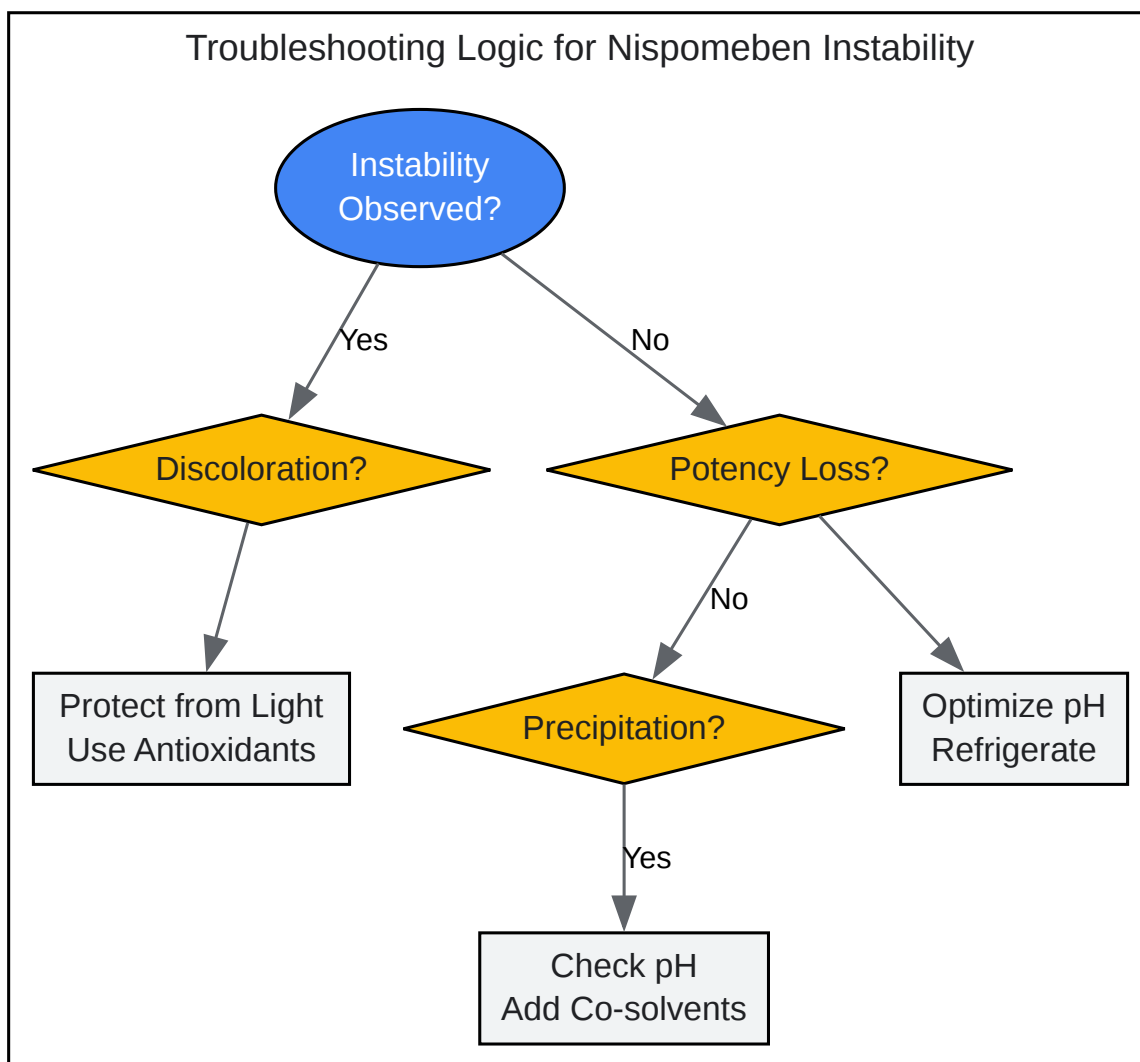 Troubleshooting Logic for Nispomeben Instability
Instability
Observed?
Yes
No
Discoloration?
Potency Loss?
No
Protect from Light
Use Antioxidants
Precipitation?
Optimize pH
Refrigerate
Yes
Check pH
Add Co-solvents